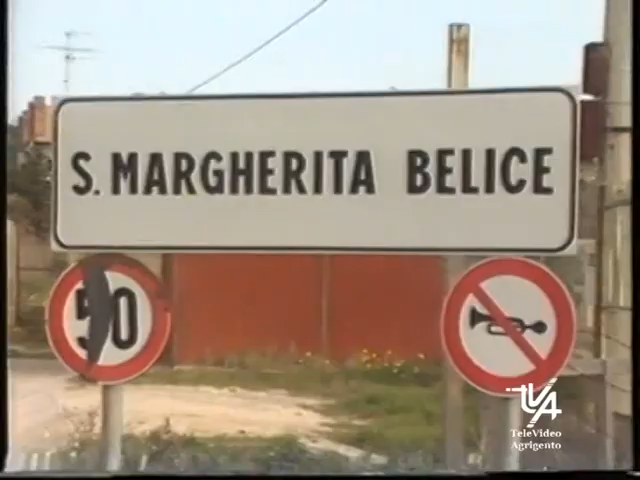 S. MARGHERITA BELICE
50
TVA
TeleVideo
Agrigento